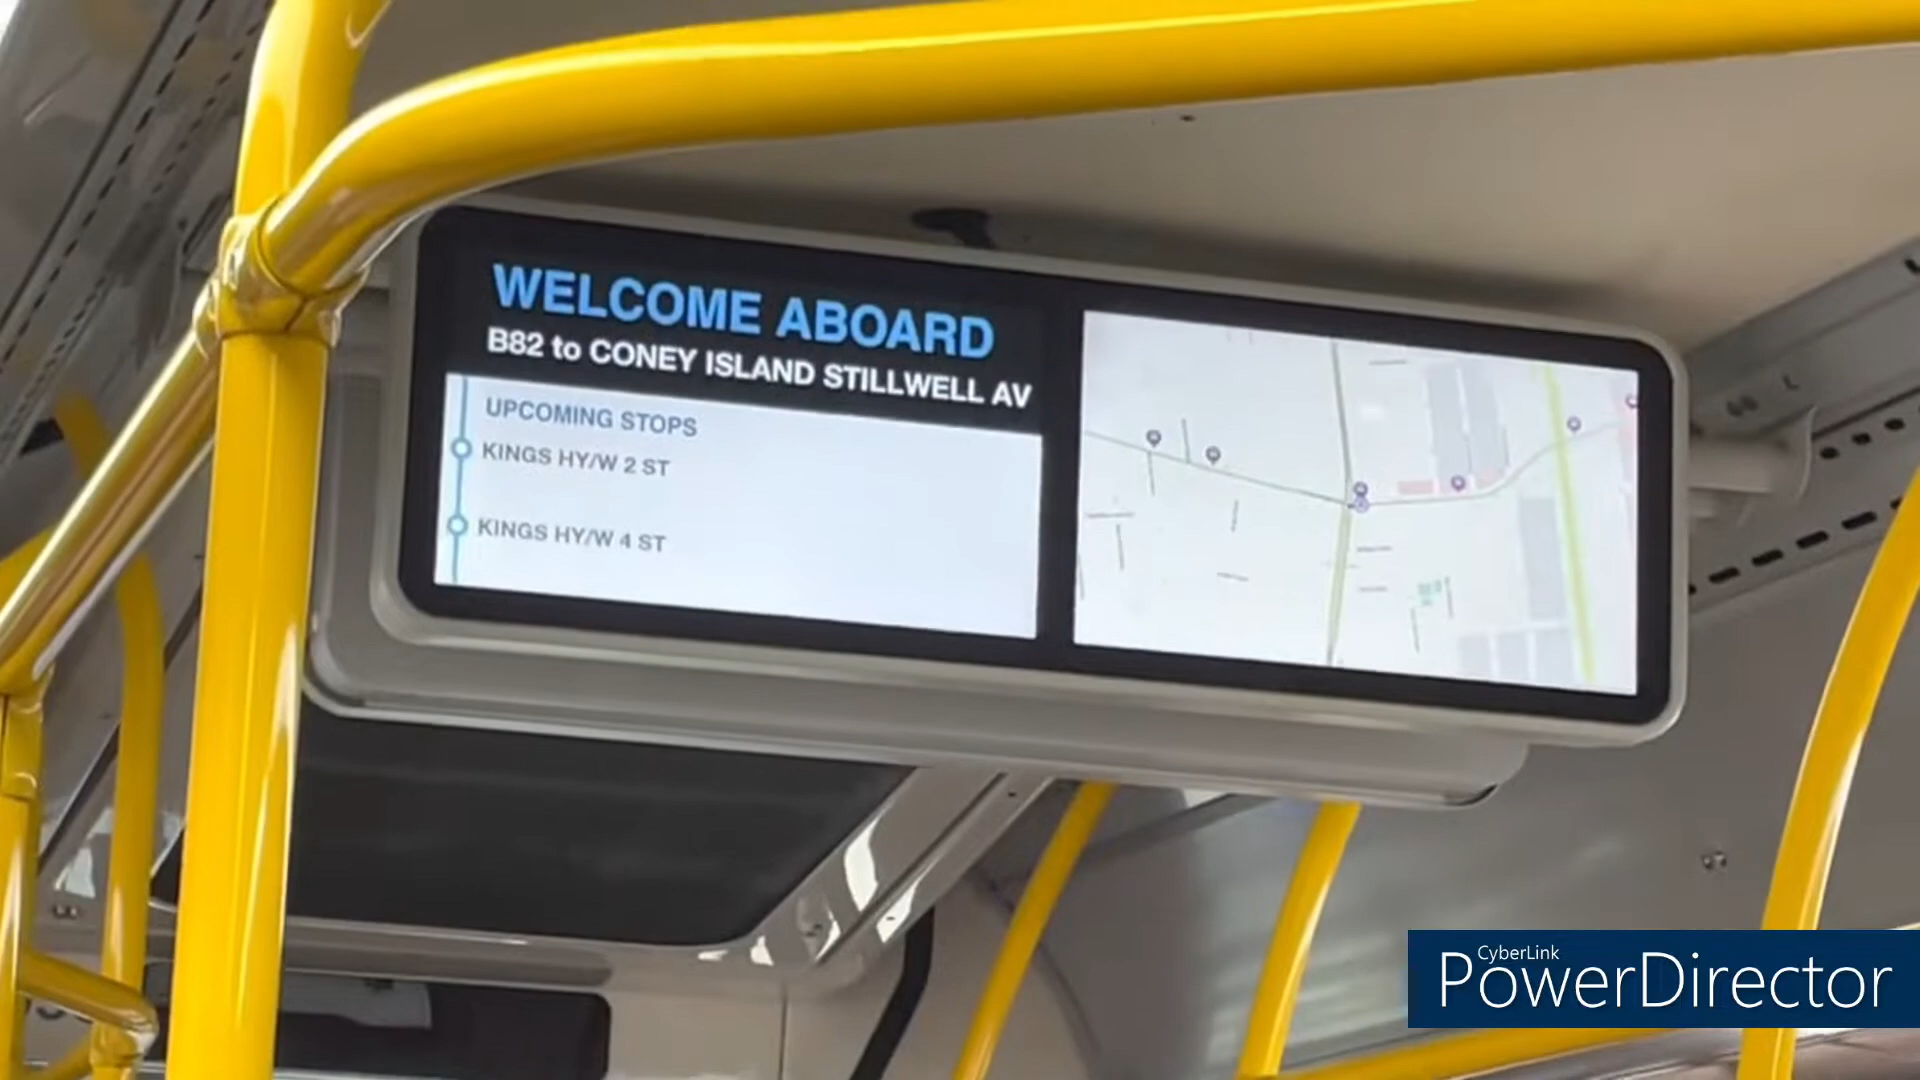 WELCOME ABOARD
B82 to CONEY ISLAND STILLWELL AV
UPCOMING STOPS
KINGS HY/W 2 ST
KINGS HY/W 4 ST
CyberLink
PowerDirector